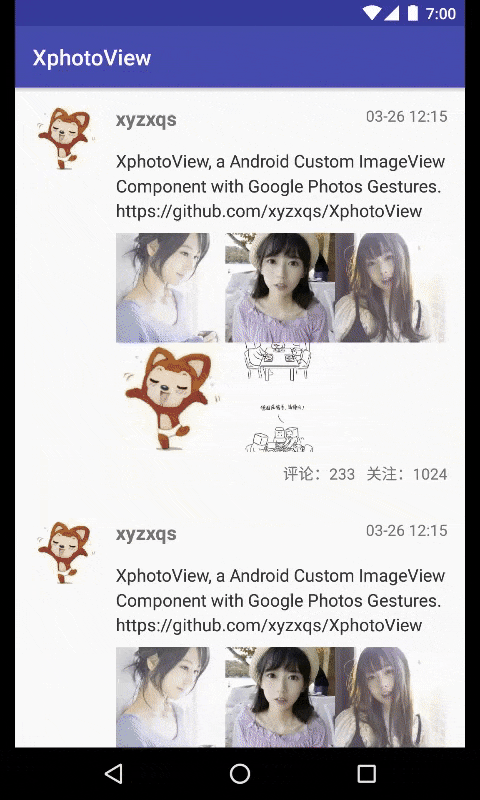 7:00
XphotoView
xyzxqs
03-26 12:15
XphotoView, a Android Custom ImageView
Component with Google Photos Gestures.
https://github.com/xyzxqs/XphotoView
评论：233 关注：1024
xyzxqs
03-26 12:15
XphotoView, a Android Custom ImageView
Component with Google Photos Gestures.
https://github.com/xyzxqs/XphotoView